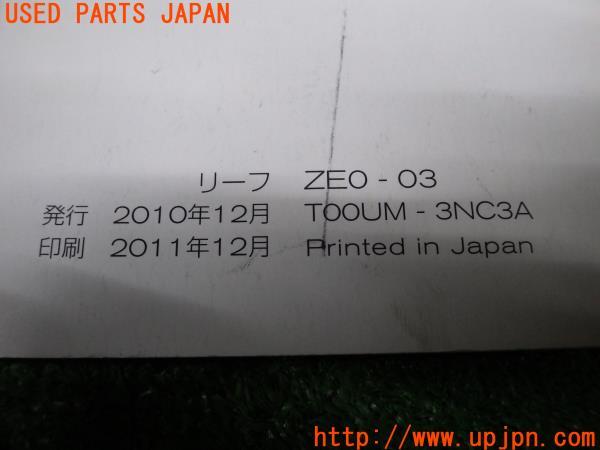 USED PARTS JAPAN
リーフ ZE0 - 03
発行 2010年12月 T00UM - 3NC3A
印刷 2011年12月 Printed in Japan
http://www.upjpn.com